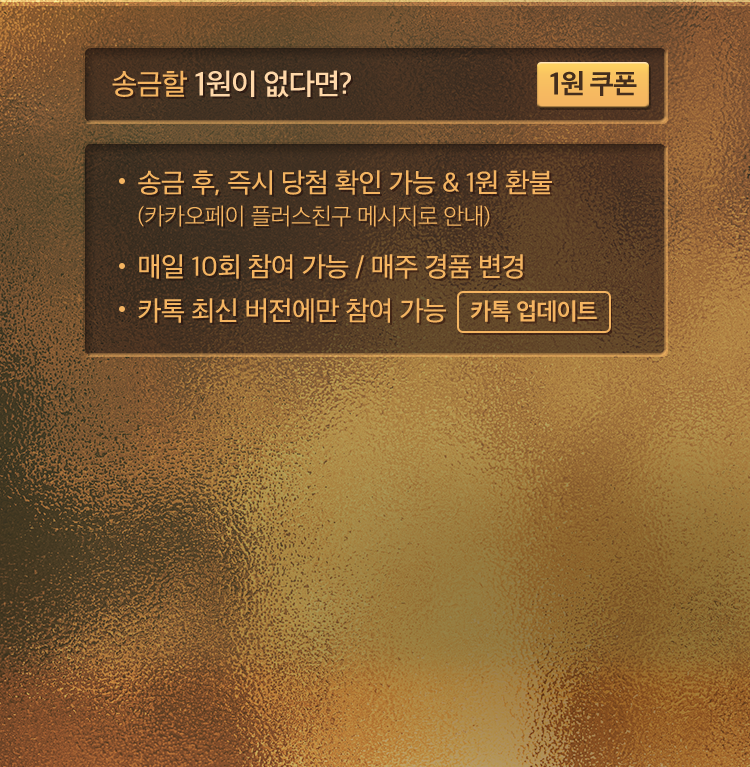 송금할 1원이 없다면? 1원 쿠폰
• 송금 후, 즉시 당첨 확인 가능 & 1원 환불
(카카오페이 플러스친구 메시지로 안내)
• 매일 10회 참여 가능 / 매주 경품 변경
• 카톡 최신 버전에만 참여 가능 카톡 업데이트